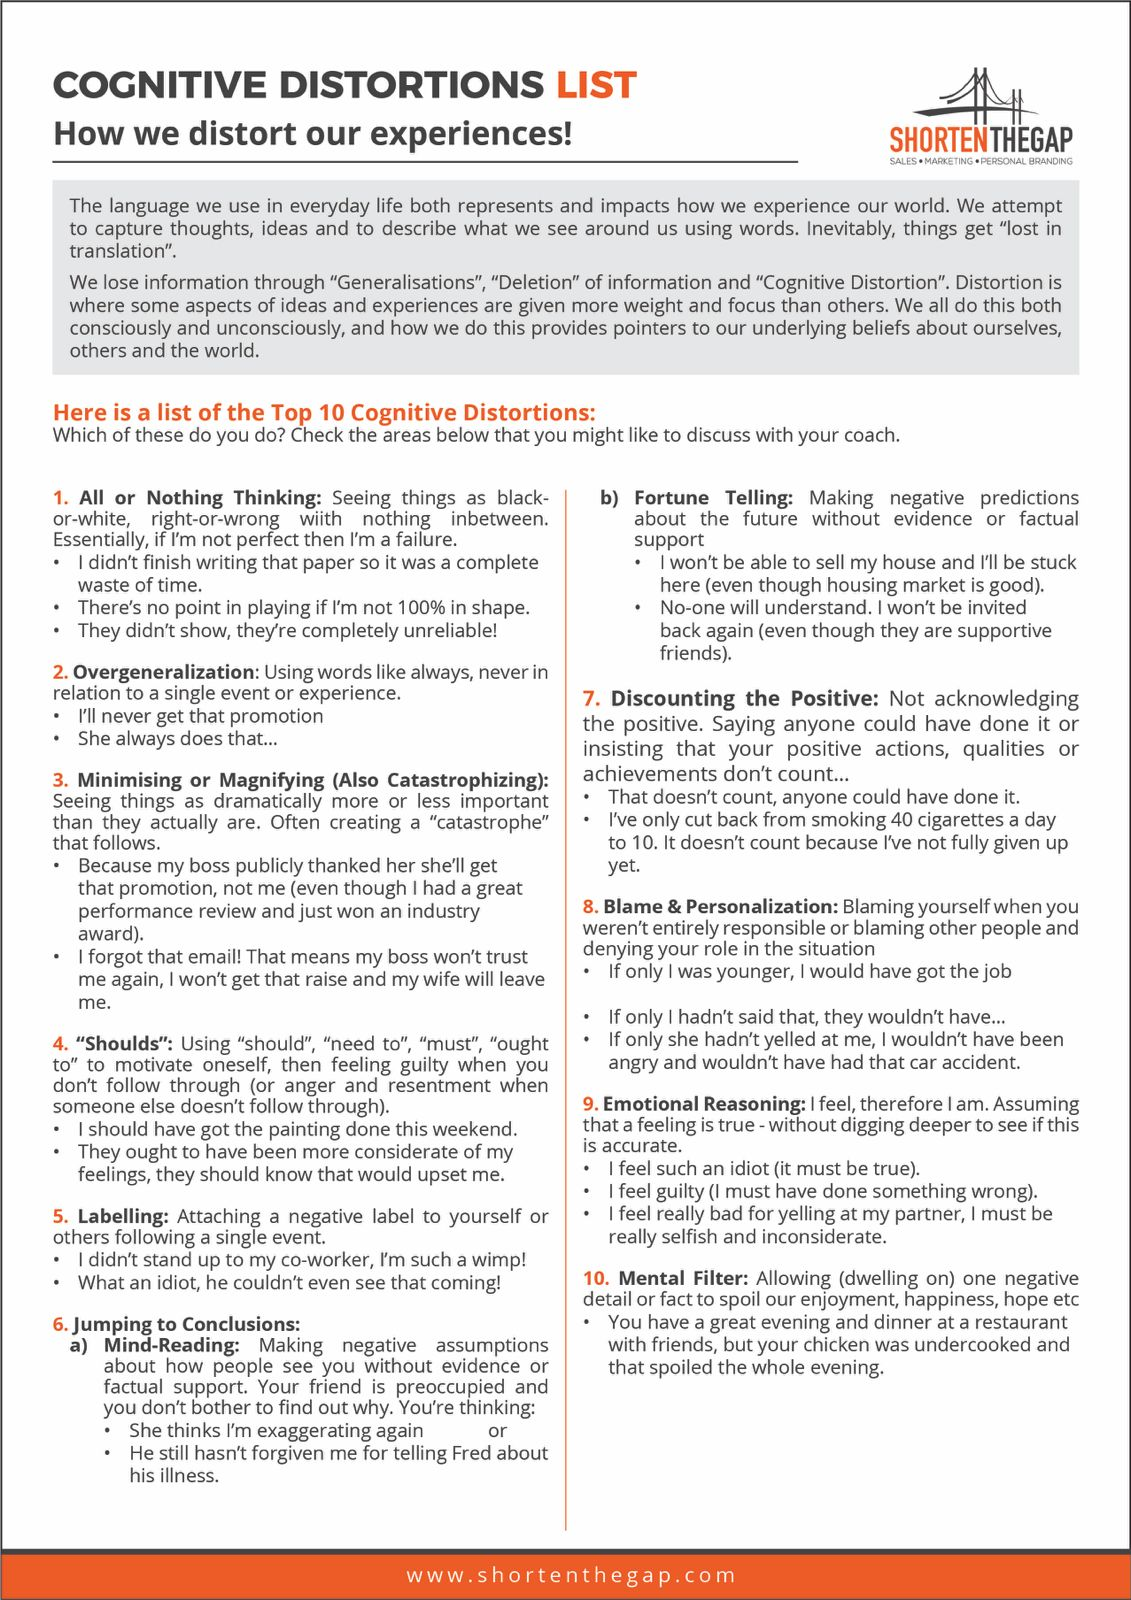 COGNITIVE DISTORTIONS LIST
How we distort our experiences!
SHORTENTHEGAP
SALES • MARKETING • PERSONAL BRANDING
The language we use in everyday life both represents and impacts how we experience our world. We attempt
to capture thoughts, ideas and to describe what we see around us using words. Inevitably, things get “lost in
translation”.
We lose information through “Generalisations”, “Deletion” of information and “Cognitive Distortion”. Distortion is
where some aspects of ideas and experiences are given more weight and focus than others. We all do this both
consciously and unconsciously, and how we do this provides pointers to our underlying beliefs about ourselves,
others and the world.
Here is a list of the Top 10 Cognitive Distortions:
Which of these do you do? Check the areas below that you might like to discuss with your coach.
1. All or Nothing Thinking: Seeing things as black-
or-white, right-or-wrong wiith nothing inbetween.
Essentially, if I’m not perfect then I’m a failure.
• I didn’t finish writing that paper so it was a complete
waste of time.
• There’s no point in playing if I’m not 100% in shape.
• They didn’t show, they’re completely unreliable!
2. Overgeneralization: Using words like always, never in
relation to a single event or experience.
• I’ll never get that promotion
• She always does that...
3. Minimising or Magnifying (Also Catastrophizing):
Seeing things as dramatically more or less important
than they actually are. Often creating a “catastrophe”
that follows.
• Because my boss publicly thanked her she’ll get
that promotion, not me (even though I had a great
performance review and just won an industry
award).
• I forgot that email! That means my boss won’t trust
me again, I won’t get that raise and my wife will leave
me.
4. “Shoulds”: Using “should”, “need to”, “must”, “ought
to” to motivate oneself, then feeling guilty when you
don’t follow through (or anger and resentment when
someone else doesn’t follow through).
• I should have got the painting done this weekend.
• They ought to have been more considerate of my
feelings, they should know that would upset me.
5. Labelling: Attaching a negative label to yourself or
others following a single event.
• I didn’t stand up to my co-worker, I’m such a wimp!
• What an idiot, he couldn’t even see that coming!
6. Jumping to Conclusions:
a) Mind-Reading: Making negative assumptions
about how people see you without evidence or
factual support. Your friend is preoccupied and
you don’t bother to find out why. You’re thinking:
• She thinks I’m exaggerating again or
• He still hasn’t forgiven me for telling Fred about
his illness.
b) Fortune Telling: Making negative predictions
about the future without evidence or factual
support
• I won’t be able to sell my house and I’ll be stuck
here (even though housing market is good).
• No-one will understand. I won’t be invited
back again (even though they are supportive
friends).
7. Discounting the Positive: Not acknowledging
the positive. Saying anyone could have done it or
insisting that your positive actions, qualities or
achievements don’t count...
• That doesn’t count, anyone could have done it.
• I’ve only cut back from smoking 40 cigarettes a day
to 10. It doesn’t count because I’ve not fully given up
yet.
8. Blame & Personalization: Blaming yourself when you
weren’t entirely responsible or blaming other people and
denying your role in the situation
• If only I was younger, I would have got the job
• If only I hadn’t said that, they wouldn’t have...
• If only she hadn’t yelled at me, I wouldn’t have been
angry and wouldn’t have had that car accident.
9. Emotional Reasoning: I feel, therefore I am. Assuming
that a feeling is true - without digging deeper to see if this
is accurate.
• I feel such an idiot (it must be true).
• I feel guilty (I must have done something wrong).
• I feel really bad for yelling at my partner, I must be
really selfish and inconsiderate.
10. Mental Filter: Allowing (dwelling on) one negative
detail or fact to spoil our enjoyment, happiness, hope etc
• You have a great evening and dinner at a restaurant
with friends, but your chicken was undercooked and
that spoiled the whole evening.
www.shortenthegap.com